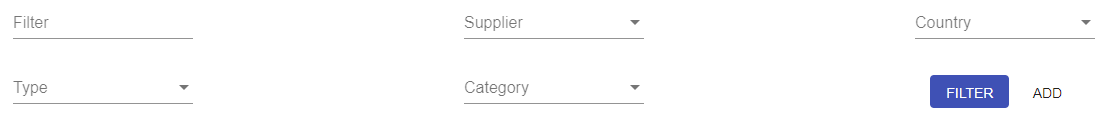 Filter Supplier Country
Type Category FILTER ADD